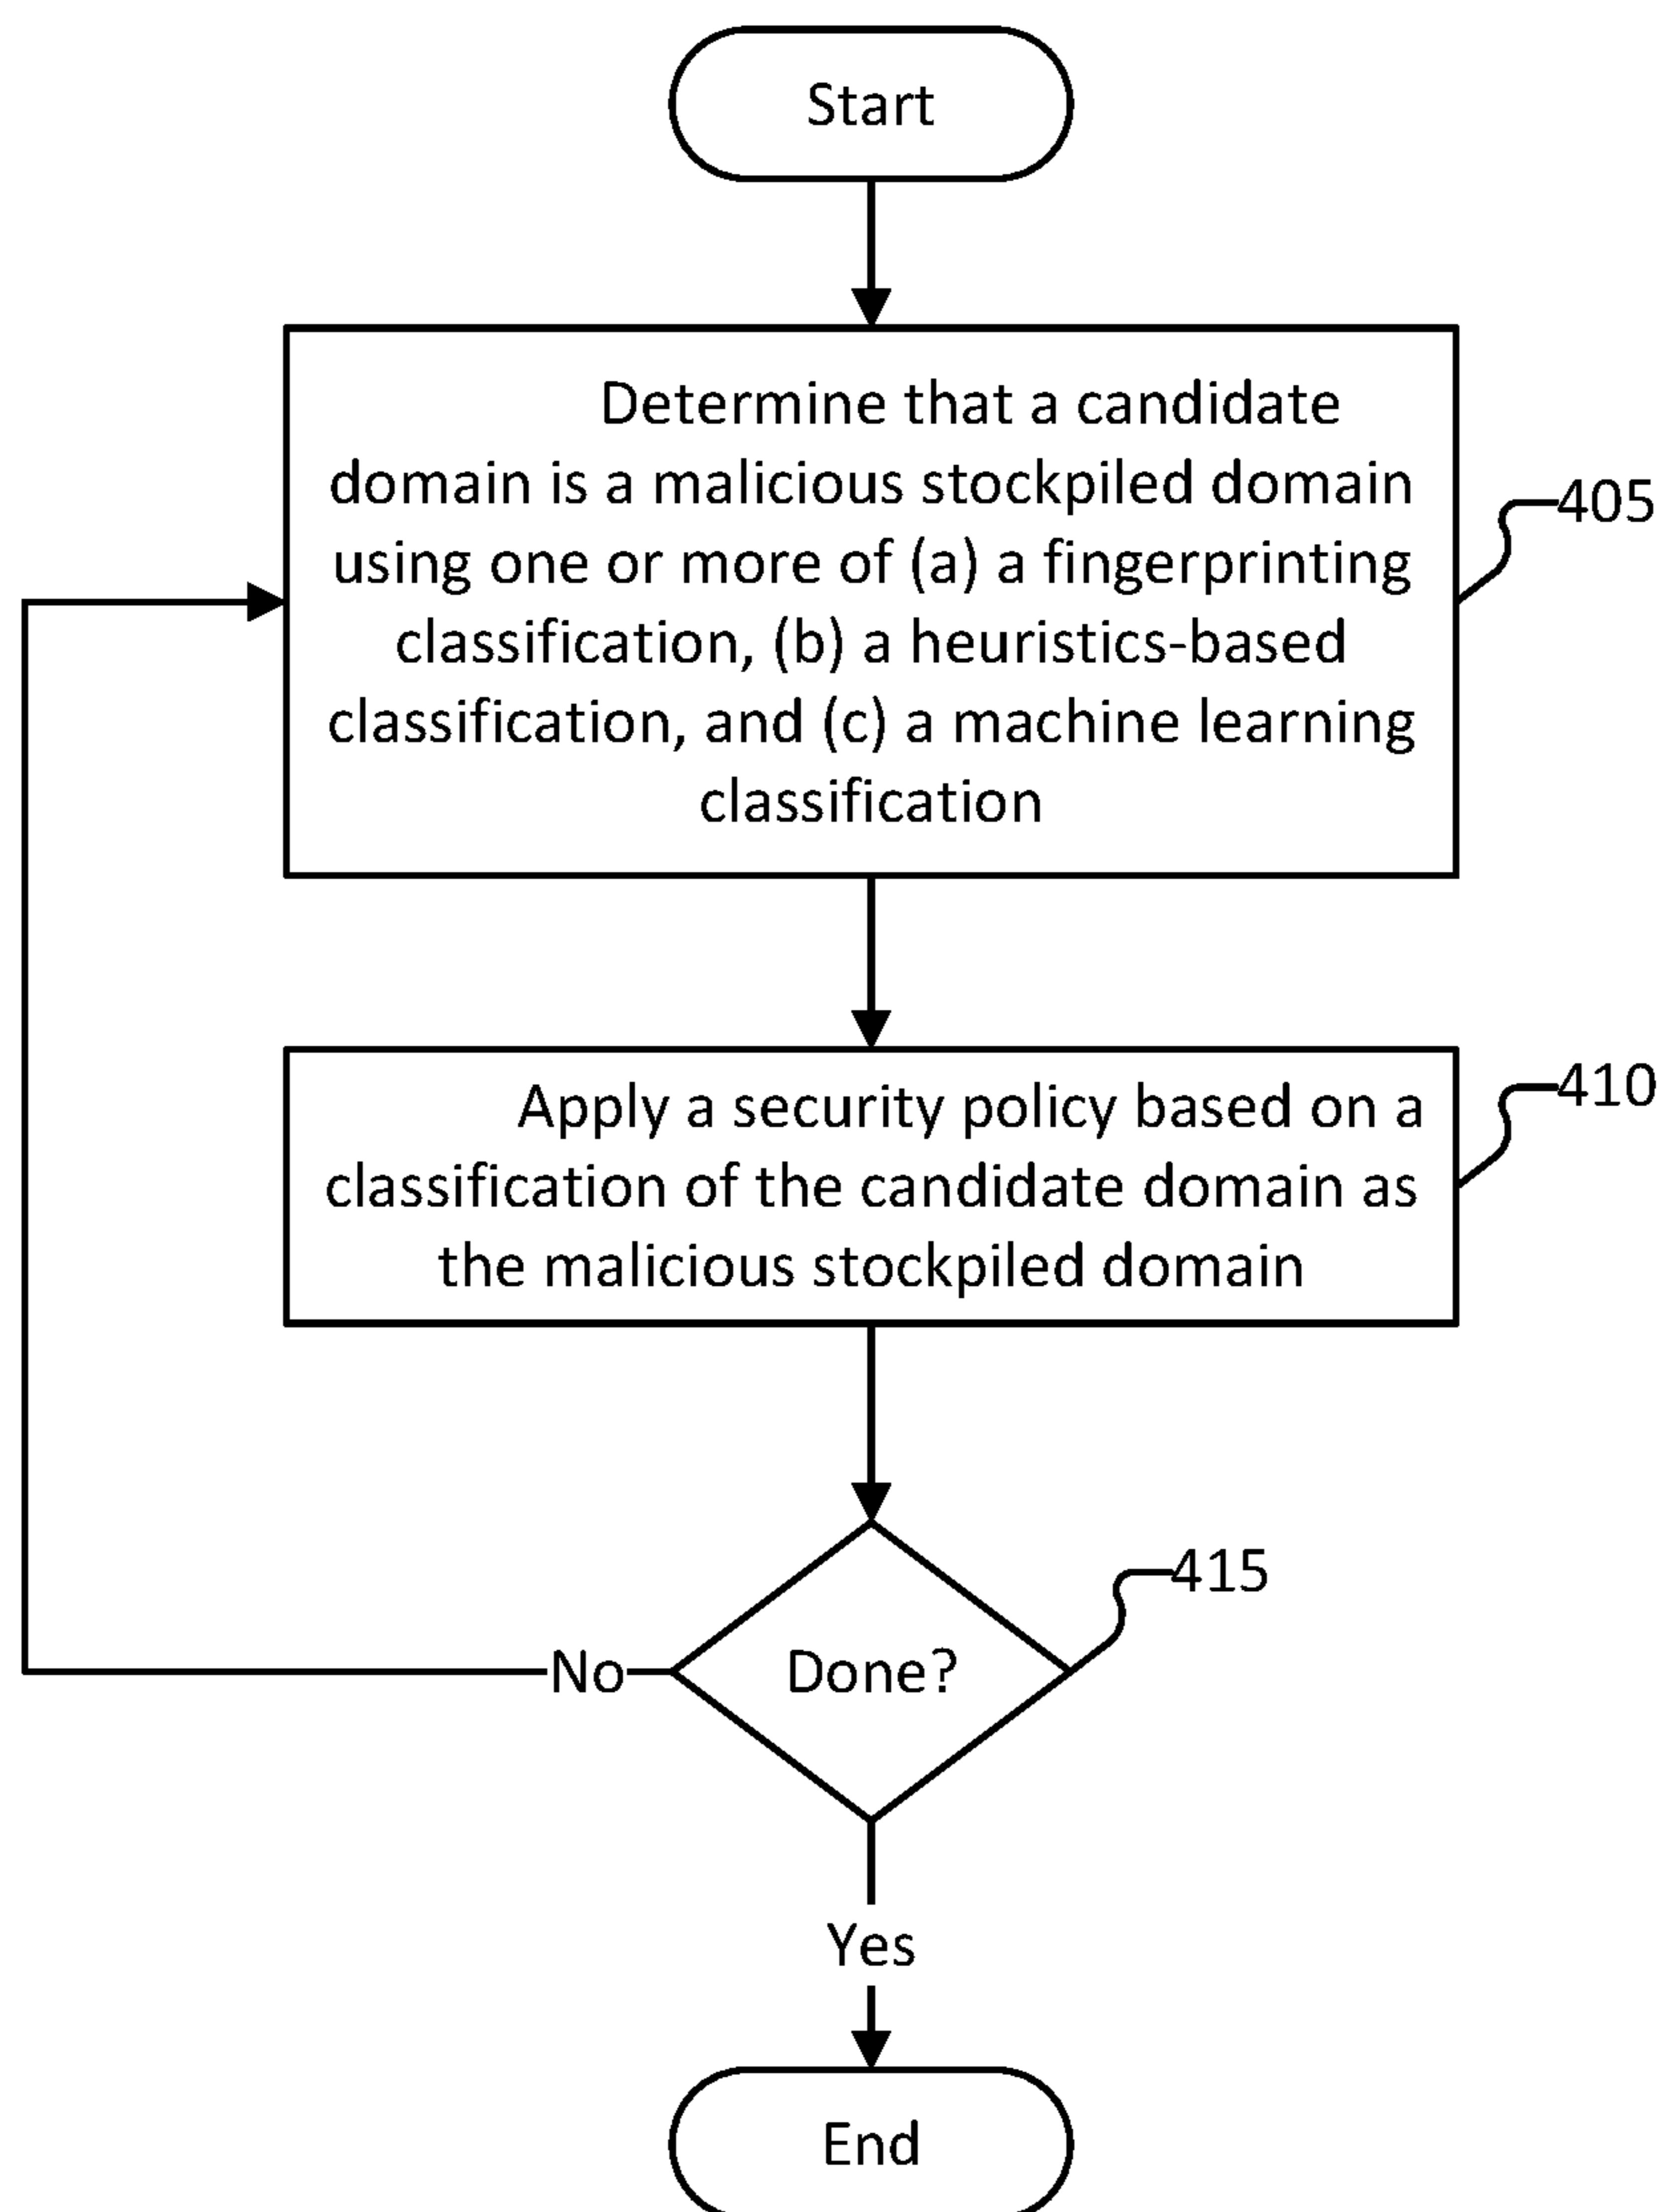 Start
Determine that a candidate
domain is a malicious stockpiled domain
using one or more of (a) a fingerprinting
classification, (b) a heuristics-based
classification, and (c) a machine learning
classification
405
Apply a security policy based on a
classification of the candidate domain as
the malicious stockpiled domain
410
415
Done?
No
Yes
End